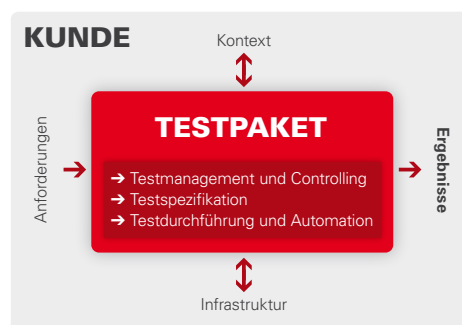 KUNDE
Kontext
Anforderungen
TESTPAKET
➔ Testmanagement und Controlling
➔ Testspezifikation
➔ Testdurchführung und Automation
Ergebnisse
Infrastruktur